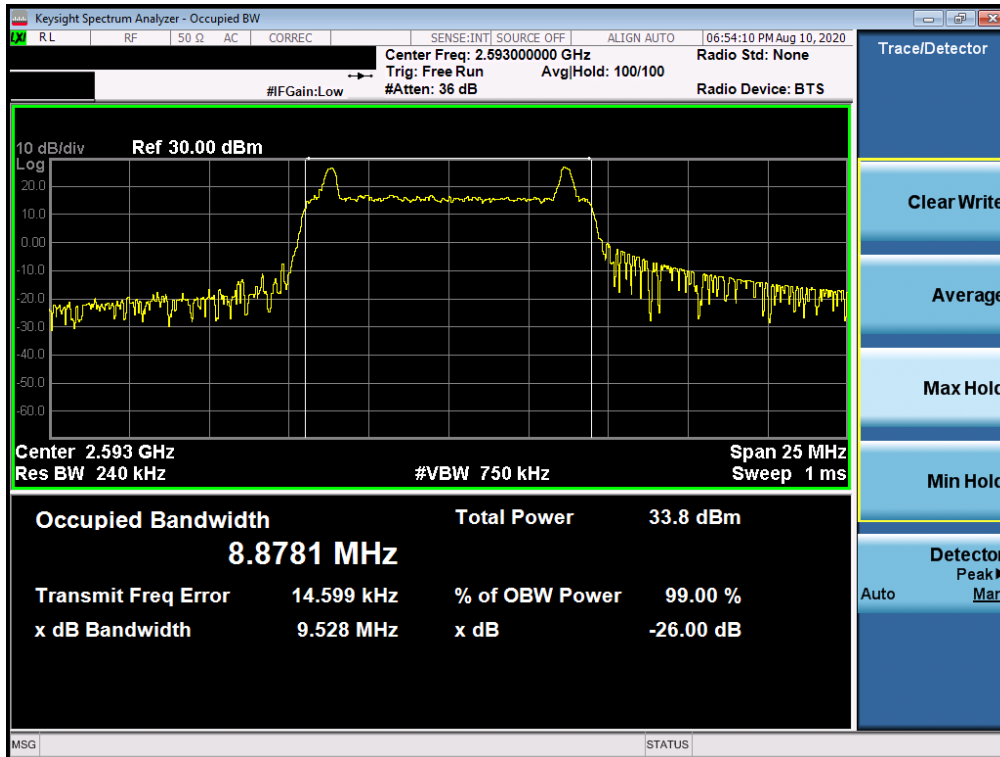 Keysight Spectrum Analyzer - Occupied BW
LXI RL RF 50 Ω AC CORREC SENSE:INT SOURCE OFF ALIGN AUTO 06:54:10 PM Aug 10, 2020
Center Freq: 2.593000000 GHz Radio Std: None
Trig: Free Run Avg|Hold: 100/100
#IFGain:Low #Atten: 36 dB Radio Device: BTS
10 dB/div Ref 30.00 dBm
Log
20.0
10.0
0.00
-10.0
-20.0
-30.0
-40.0
-50.0
-60.0
Center 2.593 GHz Span 25 MHz
Res BW 240 kHz #VBW 750 kHz Sweep 1 ms
Occupied Bandwidth Total Power 33.8 dBm
8.8781 MHz
Transmit Freq Error 14.599 kHz % of OBW Power 99.00 %
x dB Bandwidth 9.528 MHz x dB -26.00 dB
MSG STATUS
Trace/Detector
Clear Write
Average
Max Hold
Min Hold
Detector
Peak
Auto Man